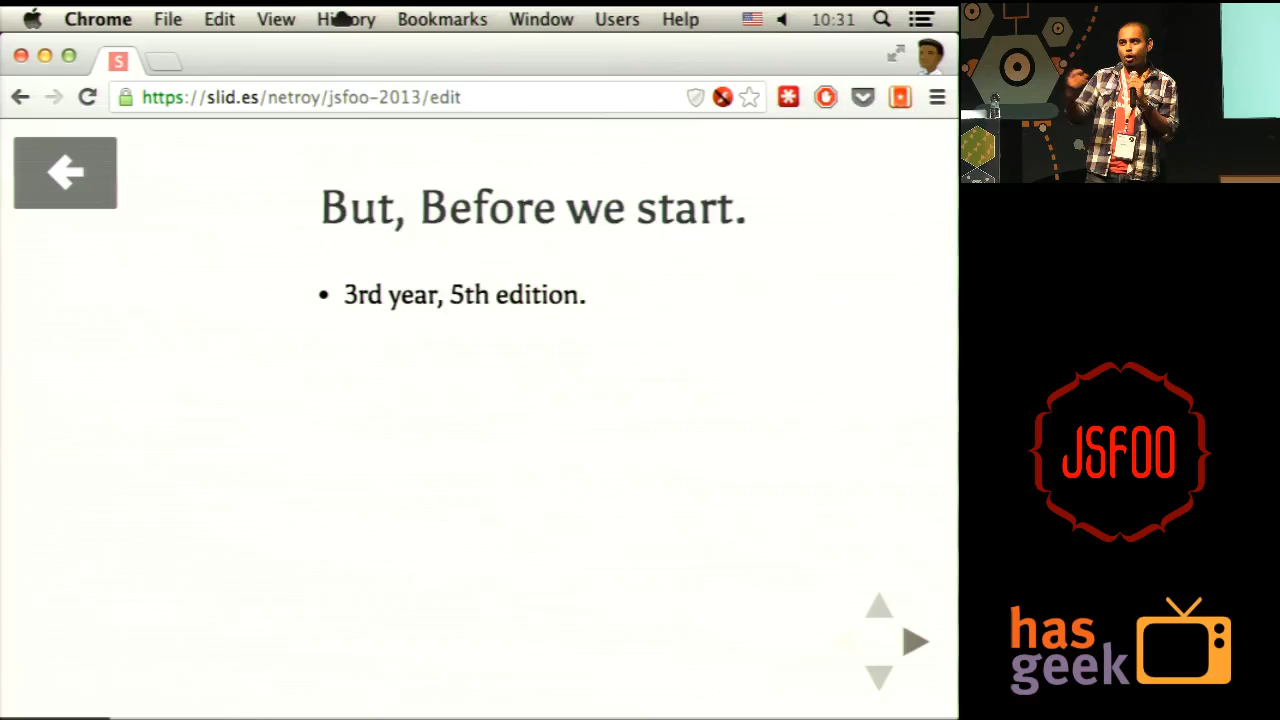 Chrome File Edit View History Bookmarks Window Users Help 10:31
S
https://slid.es/netroy/jsfoo-2013/edit
But, Before we start.
• 3rd year, 5th edition.
JSFOO
has
geek